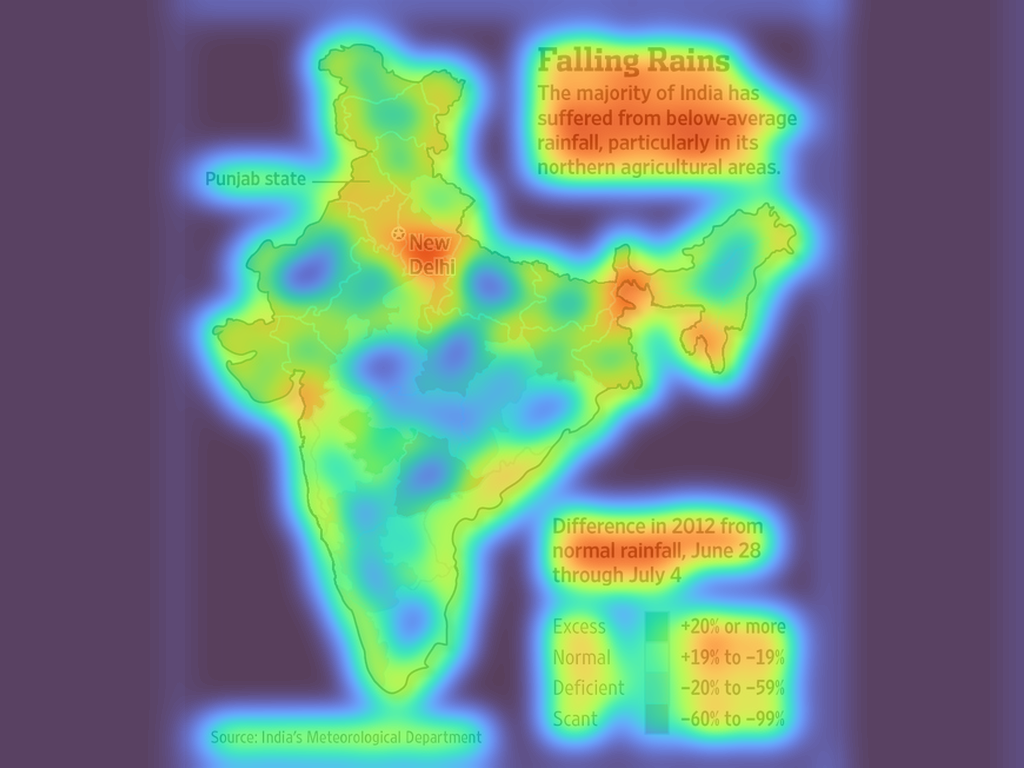 Falling Rains
The majority of India has
suffered from below-average
rainfall, particularly in its
northern agricultural areas.
Punjab state
New
Delhi
Difference in 2012 from
normal rainfall, June 28
through July 4
Excess +20% or more
Normal +19% to −19%
Deficient −20% to −59%
Scant −60% to −99%
Source: India's Meteorological Department